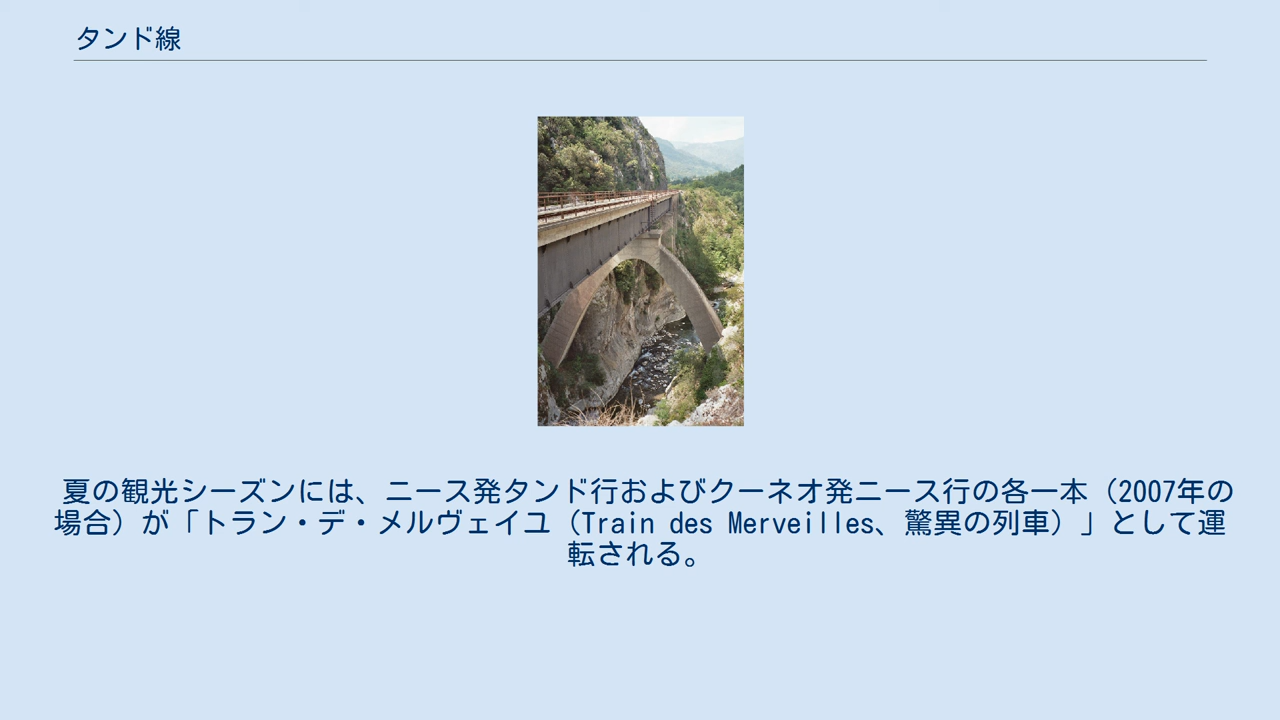 タンド線
夏の観光シーズンには、ニース発タンド行およびクーネオ発ニース行の各一本（2007年の
場合）が「トラン・デ・メルヴェイユ（Train des Merveilles、驚異の列車）」として運
転される。